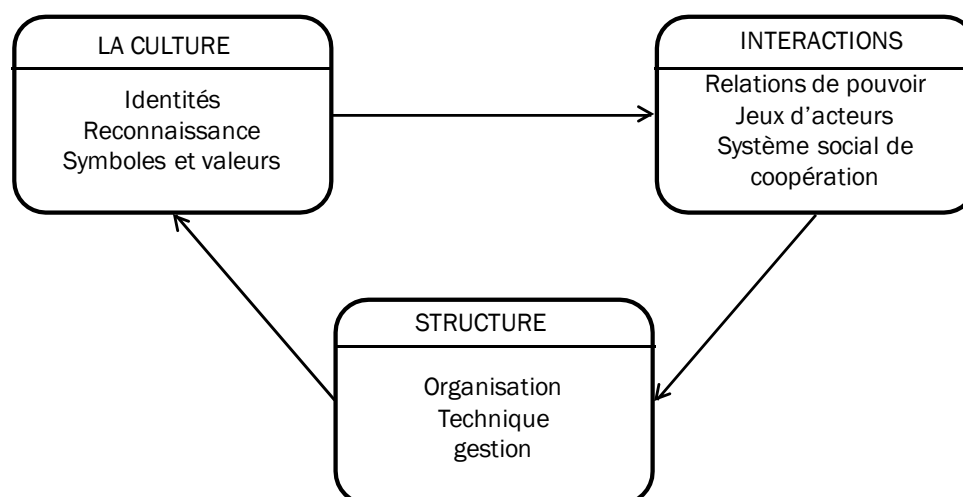 LA CULTURE
Identités
Reconnaissance
Symboles et valeurs
INTERACTIONS
Relations de pouvoir
Jeux d’acteurs
Système social de
coopération
STRUCTURE
Organisation
Technique
gestion